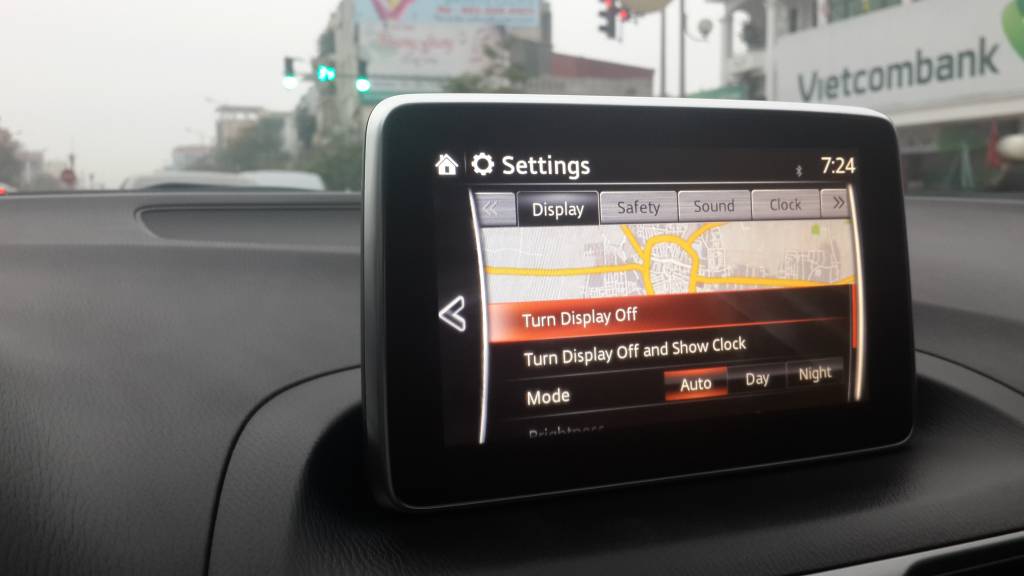 Vietcombank
Settings
7:24
Display
Safety
Sound
Clock
Turn Display Off
Turn Display Off and Show Clock
Mode
Auto
Day
Night
Brightness